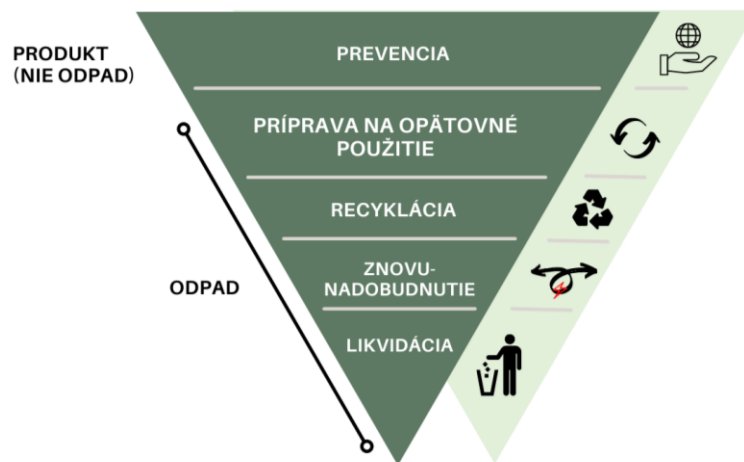 PRODUKT
(NIE ODPAD)
PREVENCIA
PRÍPRAVA NA OPÄTOVNÉ
POUŽITIE
RECYKLÁCIA
ODPAD
ZNOVU-
NADOBUDNUTIE
LIKVIDÁCIA